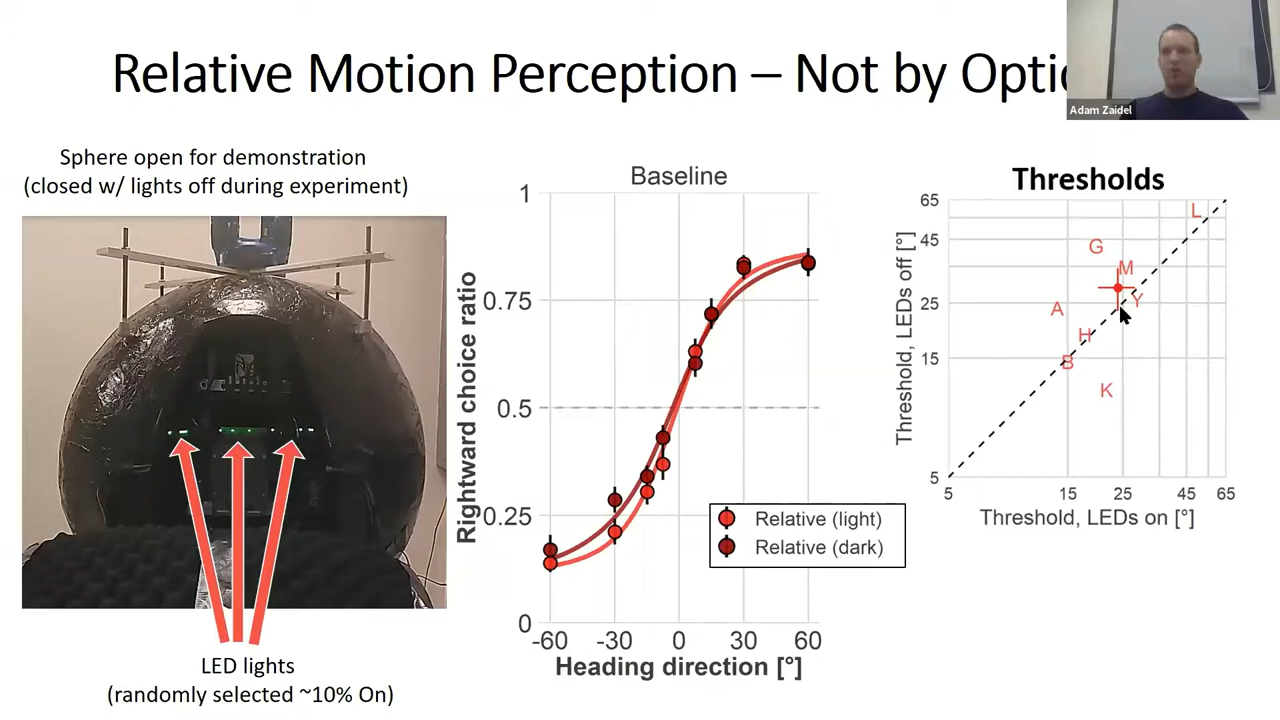 Relative Motion Perception – Not by Optic
Adam Zaidel
Sphere open for demonstration
(closed w/ lights off during experiment)
LED lights
(randomly selected ~10% On)
Baseline
Rightward choice ratio
1
0.75
0.5
0.25
0
-60 -30 0 30 60
Heading direction [°]
Relative (light)
Relative (dark)
Thresholds
Threshold, LEDs off [°]
65
45
25
15
5
L
G
M
Y
A
H
B
K
5 15 25 45 65
Threshold, LEDs on [°]